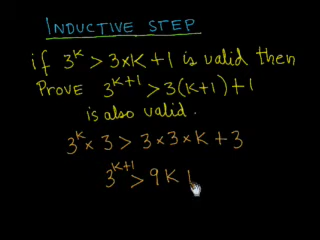 INDUCTIVE STEP
if 3^K > 3×K + 1 is valid then
PROVE 3^K+1 > 3(K+1) + 1
is also valid.
3^K × 3 > 3 × 3 × K + 3
3^K+1 > 9K